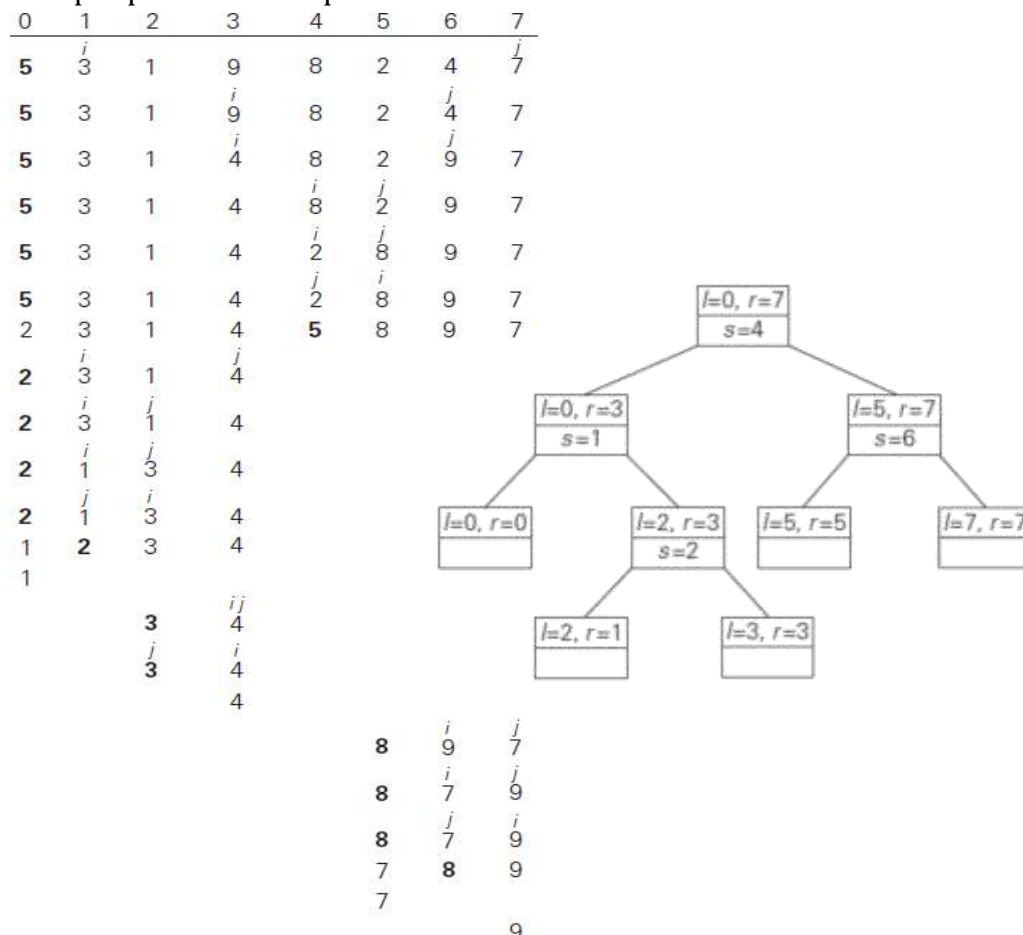 0 1 2 3 4 5 6 7
i j
5 3 1 9 8 2 4 7
i j
5 3 1 9 8 2 4 7
i j
5 3 1 4 8 2 9 7
i j
5 3 1 4 8 2 9 7
i j
5 3 1 4 2 8 9 7
j i
5 3 1 4 2 8 9 7
2 3 1 4 5 8 9 7
i j
2 3 1 4
i j
2 3 1 4
i j
2 1 3 4
j i
2 1 3 4
1 2 3 4
1
i j
3 4
j i
3 4
4
i j
8 9 7
i j
8 7 9
j i
8 7 9
7 8 9
7
9
l=0, r=7
s=4
l=0, r=3
s=1
l=5, r=7
s=6
l=0, r=0
l=2, r=3
s=2
l=5, r=5
l=7, r=7
l=2, r=1
l=3, r=3